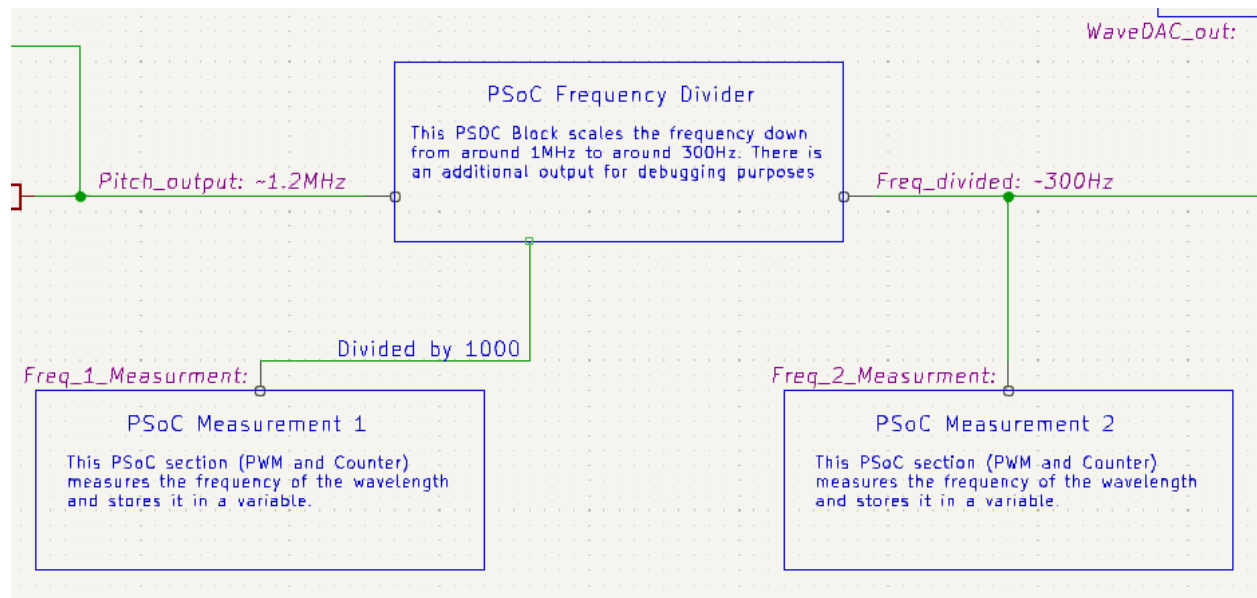 WaveDAC_out:
PSoC Frequency Divider
This PSOC Block scales the frequency down
from around 1MHz to around 300Hz. There is
an additional output for debugging purposes
Pitch_output: ~1.2MHz
Freq_divided: ~300Hz
Divided by 1000
Freq_1_Measurment:
PSoC Measurement 1
This PSoC section (PWM and Counter)
measures the frequency of the wavelength
and stores it in a variable.
Freq_2_Measurment:
PSoC Measurement 2
This PSoC section (PWM and Counter)
measures the frequency of the wavelength
and stores it in a variable.